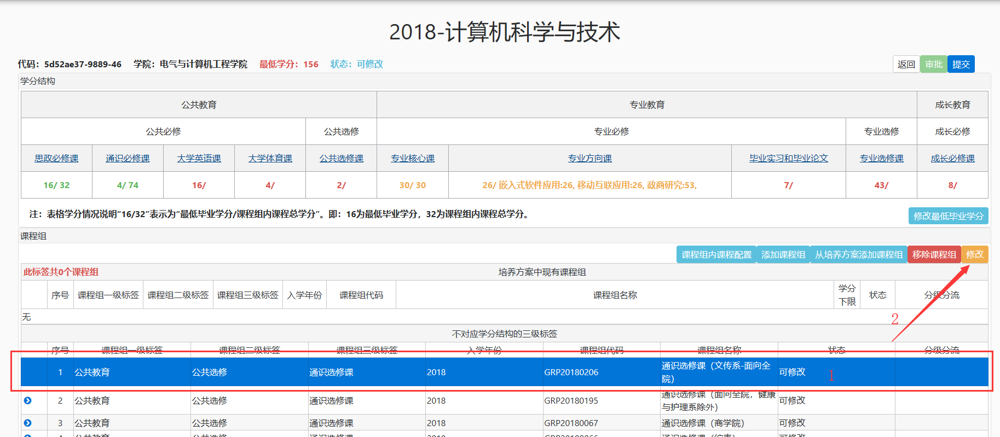 2018-计算机科学与技术
代码：5d52ae37-9889-46 学院：电气与计算机工程学院 最低学分：156 状态：可修改
返回 审批 提交
学分结构
公共教育 专业教育 成长教育
公共必修 公共选修 专业必修 专业选修 成长必修
思政必修课 通识必修课 大学英语课 大学体育课 公共选修课 专业核心课 专业方向课 毕业实习和毕业论文 专业选修课 成长必修课
16/ 32 4/ 74 16/ 4/ 2/ 30/ 30 26/ 嵌入式软件应用:26, 移动互联应用:26, 政商研究:53, 7/ 43/ 8/
注：表格学分情况说明“16/32”表示为“最低毕业学分/课程组内课程总学分”。即：16为最低毕业学分，32为课程组内课程总学分。
修改最低毕业学分
课程组
课程组内课程配置 添加课程组 从培养方案添加课程组 移除课程组 修改
此标签共0个课程组 培养方案中现有课程组
序号 课程组一级标签 课程组二级标签 课程组三级标签 入学年份 课程组代码 课程组名称 学分下限 状态 分级分流
无
2
不对应学分结构的三级标签
序号 课程组一级标签 课程组二级标签 课程组三级标签 入学年份 课程组代码 课程组名称 状态 分级分流
1 公共教育 公共选修 通识选修课 2018 GRP20180206 通识选修课（文传系-面向全院） 可修改 1
2 公共教育 公共选修 通识选修课 2018 GRP20180195 通识选修课（面向全院，健康与护理系除外） 可修改
3 公共教育 公共选修 通识选修课 2018 GRP20180067 通识选修课（商学院） 可修改